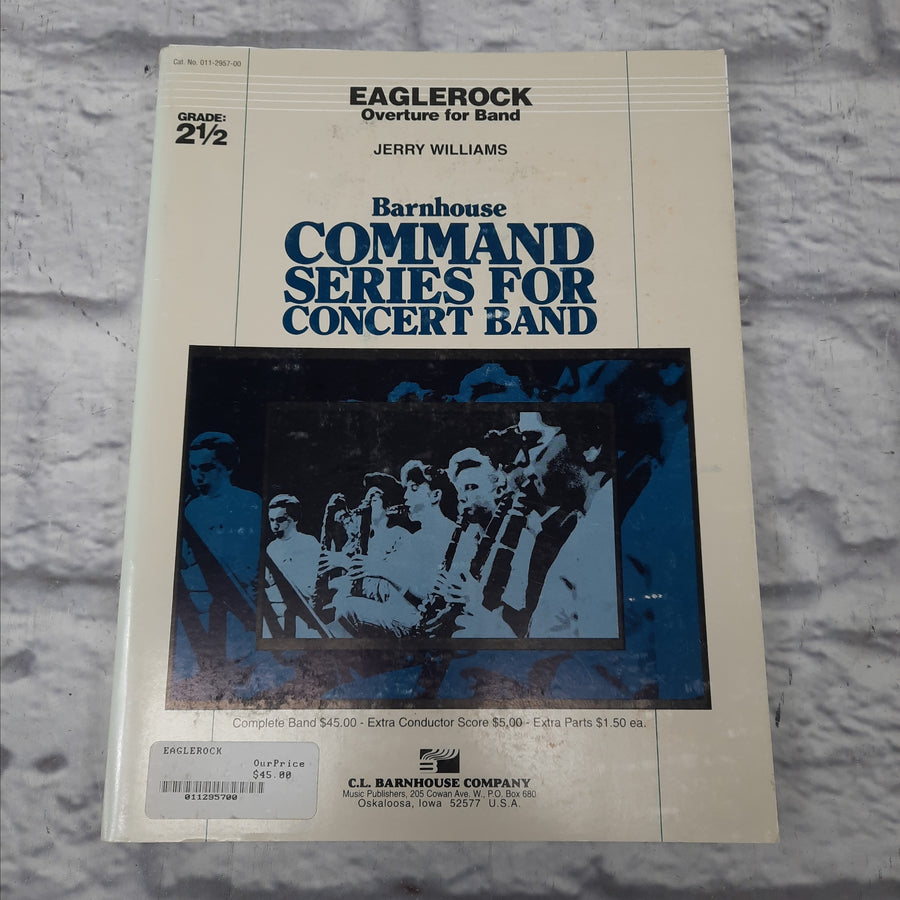 Cat. No. 011-2957-00
EAGLEROCK
Overture for Band
GRADE:
2½
JERRY WILLIAMS
Barnhouse
COMMAND
SERIES FOR
CONCERT BAND
Complete Band $45.00 - Extra Conductor Score $5.00 - Extra Parts $1.50 ea.
EAGLEROCK
OurPrice
$45.00
011295700
B
C.L. BARNHOUSE COMPANY
Music Publishers, 205 Cowan Ave. W., P.O. Box 680
Oskaloosa, Iowa 52577 U.S.A.